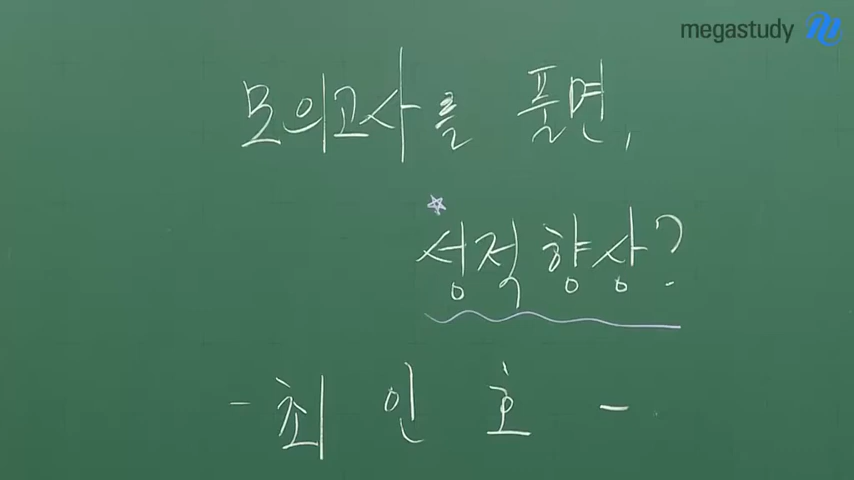 megastudy
모의고사를 풀면,
☆
성적 향상?
- 최 인 호 -